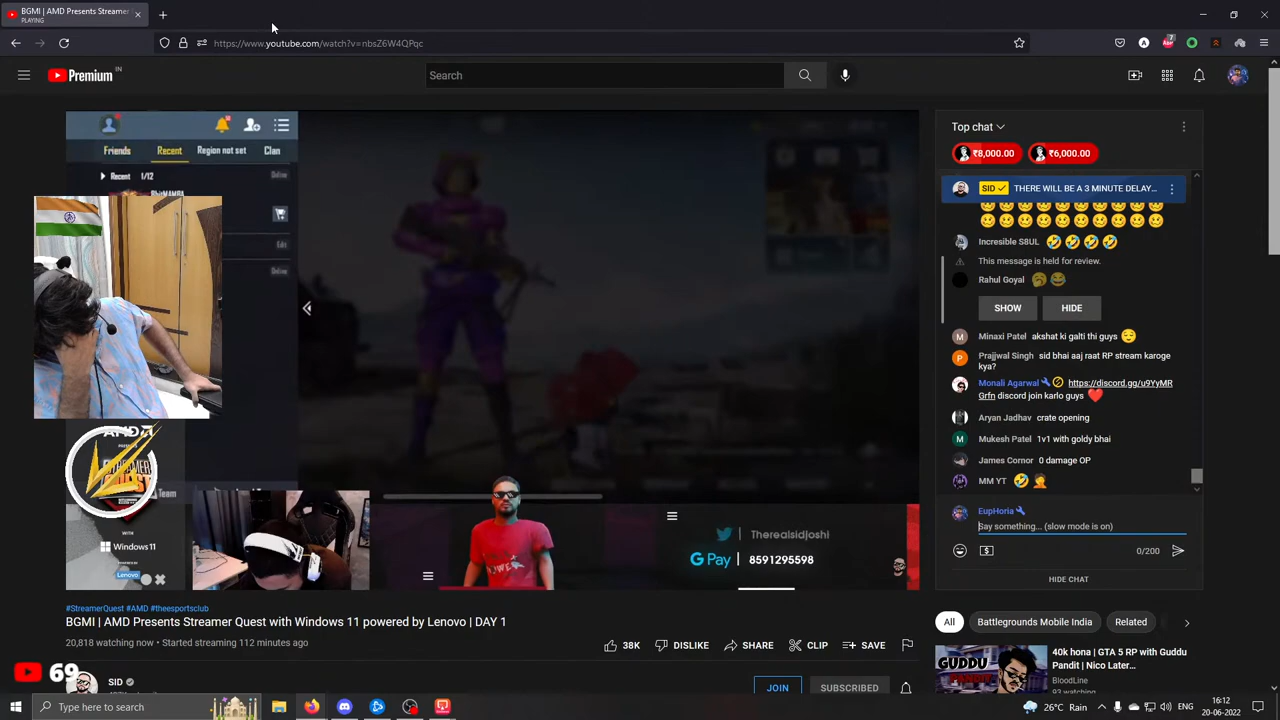 BGMI | AMD Presents Streamer
PLAYING
https://www.youtube.com/watch?v=nbsZ6W4QPqc
Premium IN
Search
Friends
Recent
Region not set
Clan
Recent 1/12
Online
Edit
Online
Top chat
₹8,000.00
₹6,000.00
SID THERE WILL BE A 3 MINUTE DELAY...
Incresible S8UL 🤣🤣🤣🤣
This message is held for review.
Rahul Goyal 🥱😂
SHOW
HIDE
Minaxi Patel akshat ki galti thi guys 😌
Prajjwal Singh sid bhai aaj raat RP stream karoge
kya?
Monali Agarwal https://discord.gg/u9YyMR
Grfn discord join karlo guys ❤️
Aryan Jadhav crate opening
Mukesh Patel 1v1 with goldy bhai
James Cornor 0 damage OP
MM YT 🤣🤦
EupHoria
Say something... (slow mode is on)
0/200
HIDE CHAT
AMD
Team
WITH
Windows 11
Lenovo
Therealsidjoshi
G Pay 8591295598
#StreamerQuest #AMD #theesportsclub
BGMI | AMD Presents Streamer Quest with Windows 11 powered by Lenovo | DAY 1
20,818 watching now • Started streaming 112 minutes ago
38K
DISLIKE
SHARE
CLIP
SAVE
All
Battlegrounds Mobile India
Related
40k hona | GTA 5 RP with Guddu
Pandit | Nico Later...
BloodLine
93 watching
GUDDU
PANDIT
69
SID
JOIN
SUBSCRIBED
Type here to search
26°C Rain
16:12
20-06-2022